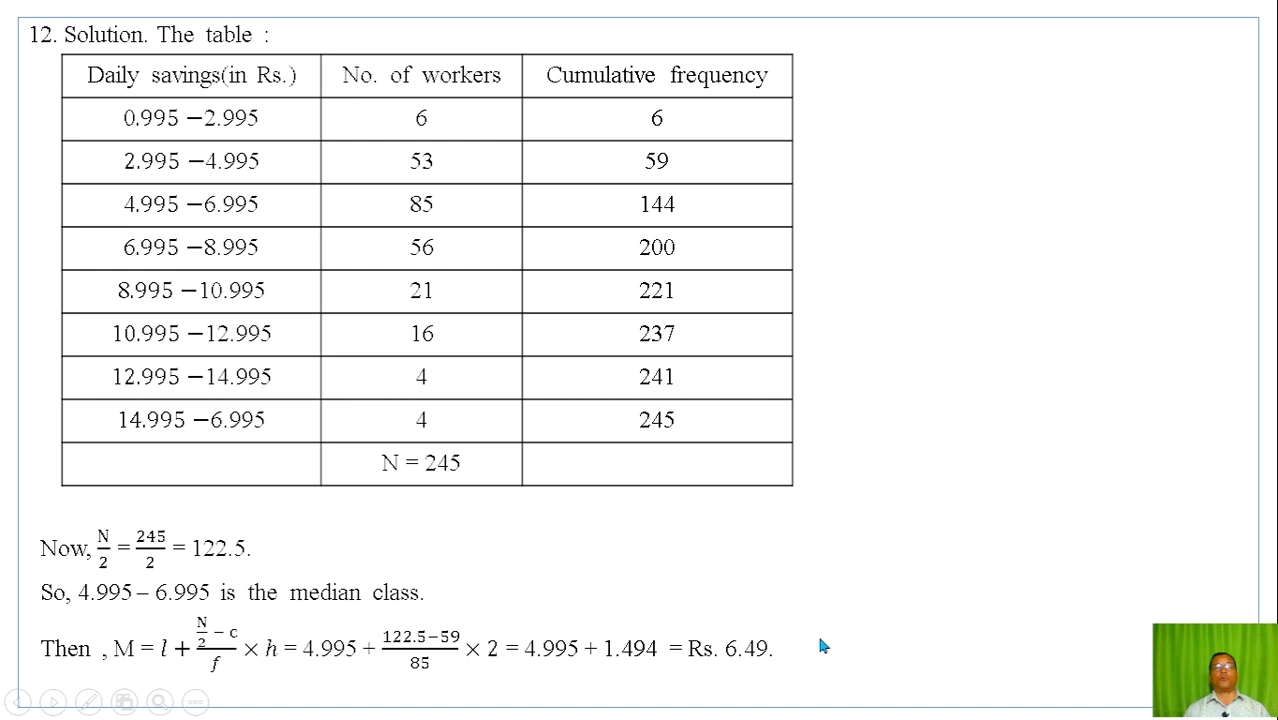 12. Solution. The table :
Daily savings(in Rs.) No. of workers Cumulative frequency
0.995 −2.995 6 6
2.995 −4.995 53 59
4.995 −6.995 85 144
6.995 −8.995 56 200
8.995 −10.995 21 221
10.995 −12.995 16 237
12.995 −14.995 4 241
14.995 −6.995 4 245
N = 245
Now, N/2 = 245/2 = 122.5.
So, 4.995 – 6.995 is the median class.
Then , M = l + (N/2 − c)/f × h = 4.995 + (122.5−59)/85 × 2 = 4.995 + 1.494 = Rs. 6.49.